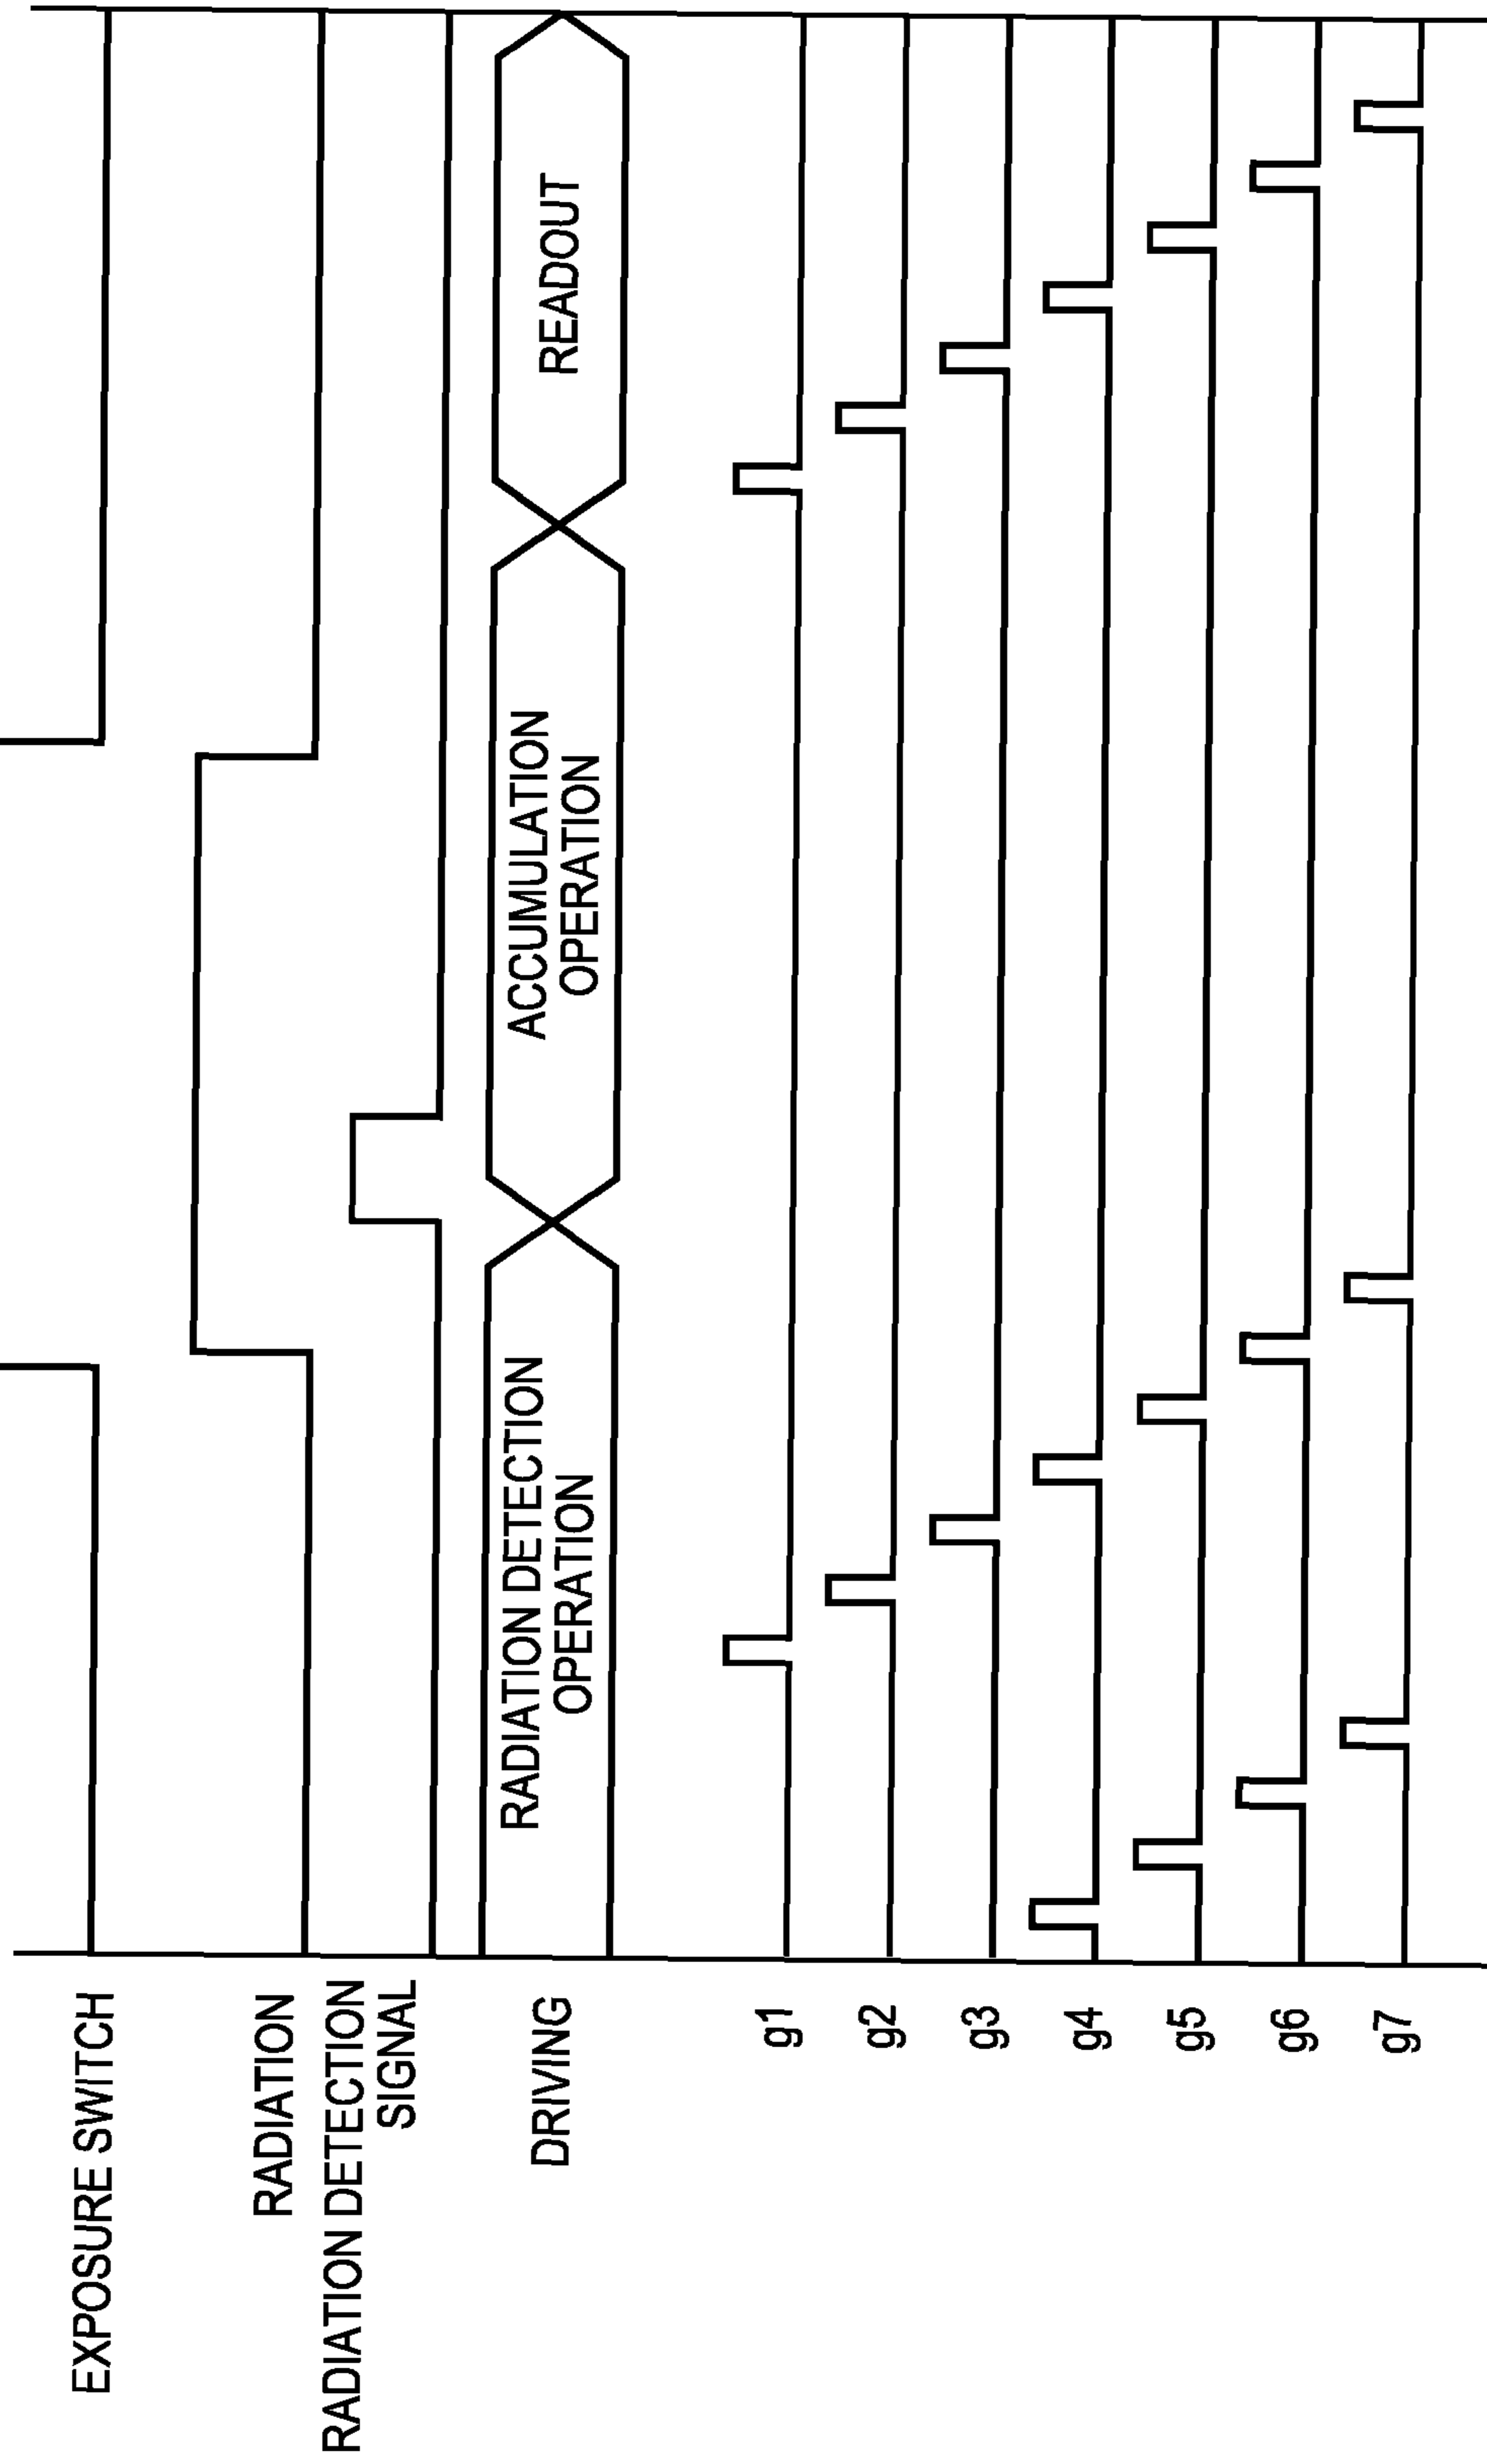 EXPOSURE SWITCH
RADIATION
RADIATION DETECTION
SIGNAL
DRIVING
RADIATION DETECTION
OPERATION
ACCUMULATION
OPERATION
READOUT
g1
g2
g3
g4
g5
g6
g7